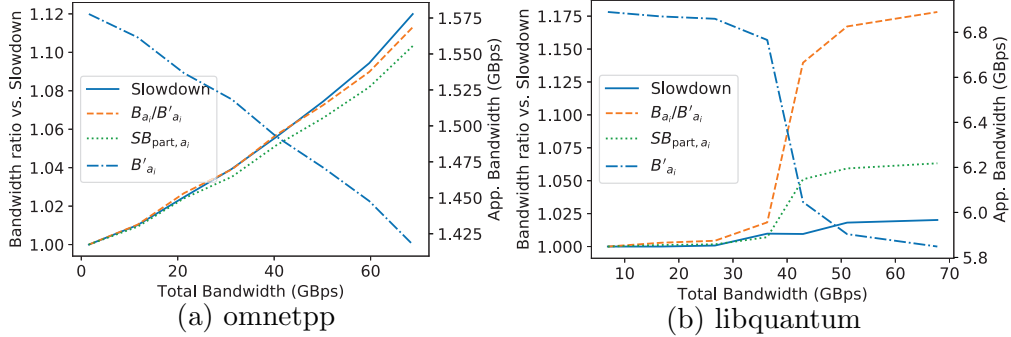 Bandwidth ratio vs. Slowdown
1.12
1.10
1.08
1.06
1.04
1.02
1.00
Slowdown
B_{a_i}/B'_{a_i}
SB_{part, a_i}
B'_{a_i}
1.575
1.550
1.525
1.500
1.475
1.450
1.425
App. Bandwidth (GBps)
0 20 40 60
Total Bandwidth (GBps)
(a) omnetpp
Bandwidth ratio vs. Slowdown
1.175
1.150
1.125
1.100
1.075
1.050
1.025
1.000
Slowdown
B_{a_i}/B'_{a_i}
SB_{part, a_i}
B'_{a_i}
6.8
6.6
6.4
6.2
6.0
5.8
App. Bandwidth (GBps)
10 20 30 40 50 60 70
Total Bandwidth (GBps)
(b) libquantum